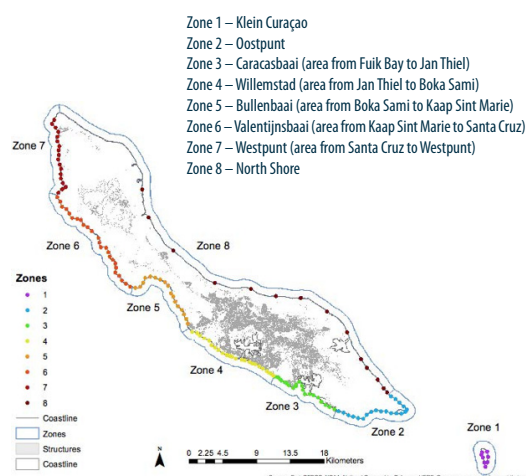 Zone 1 – Klein Curaçao
Zone 2 – Oostpunt
Zone 3 – Caracasbaai (area from Fuik Bay to Jan Thiel)
Zone 4 – Willemstad (area from Jan Thiel to Boka Sami)
Zone 5 – Bullenbaai (area from Boka Sami to Kaap Sint Marie)
Zone 6 – Valentijnsbaai (area from Kaap Sint Marie to Santa Cruz)
Zone 7 – Westpunt (area from Santa Cruz to Westpunt)
Zone 8 – North Shore
Zone 7
Zone 6
Zone 8
Zone 5
Zone 4
Zone 3
Zone 2
Zone 1
Zones
1
2
3
4
5
6
7
8
Coastline
Zones
Structures
Coastline
N
0 2.25 4.5 9 13.5 18
Kilometers